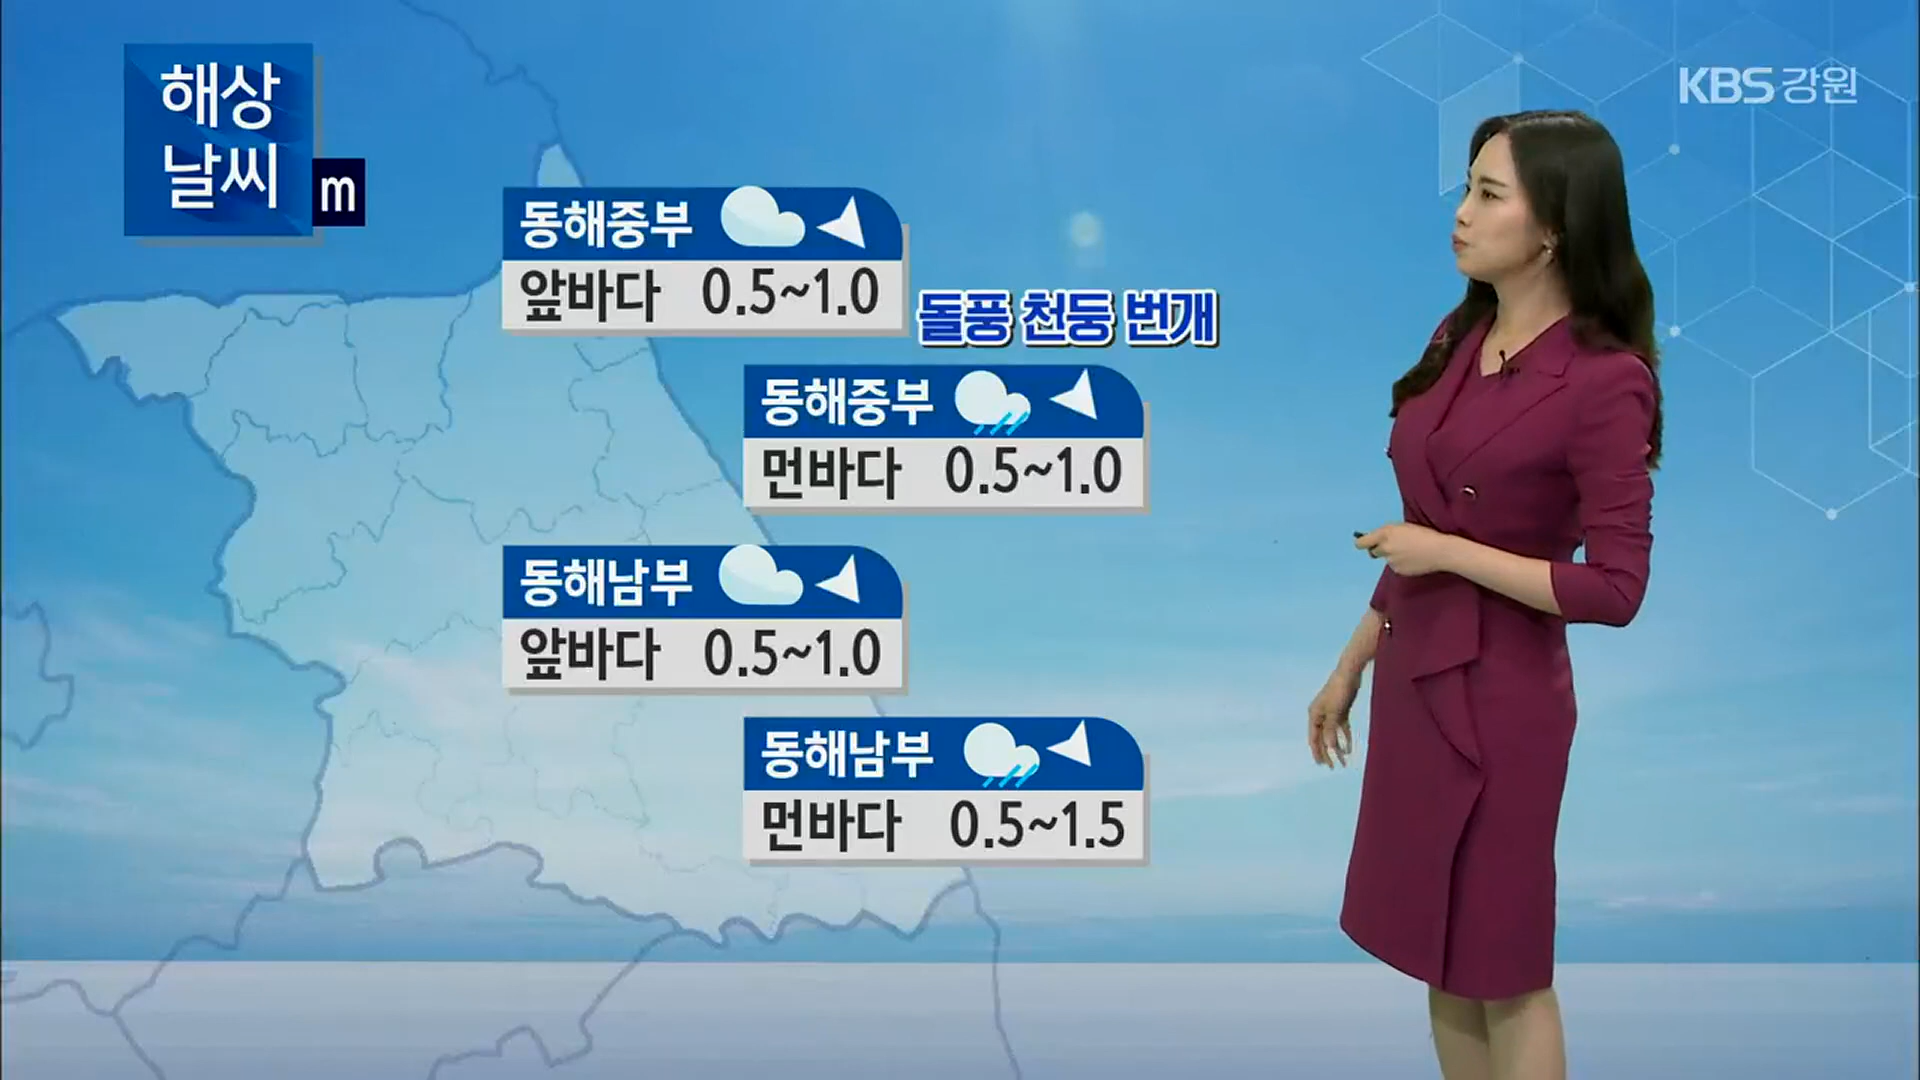 해상
날씨
m
KBS 강원
동해중부
앞바다 0.5~1.0
돌풍 천둥 번개
동해중부
먼바다 0.5~1.0
동해남부
앞바다 0.5~1.0
동해남부
먼바다 0.5~1.5